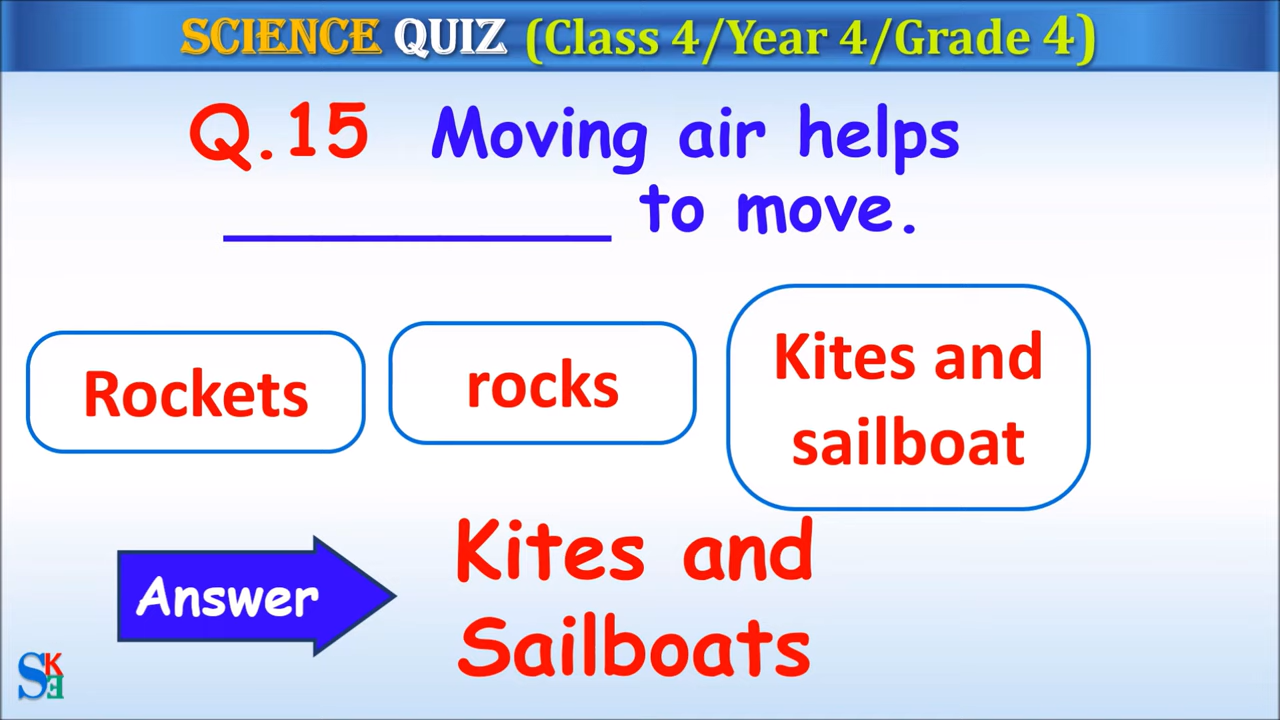 SCIENCE QUIZ (Class 4/Year 4/Grade 4)
Q.15 Moving air helps
__________ to move.
Rockets
rocks
Kites and
sailboat
Answer
Kites and
Sailboats
SKE